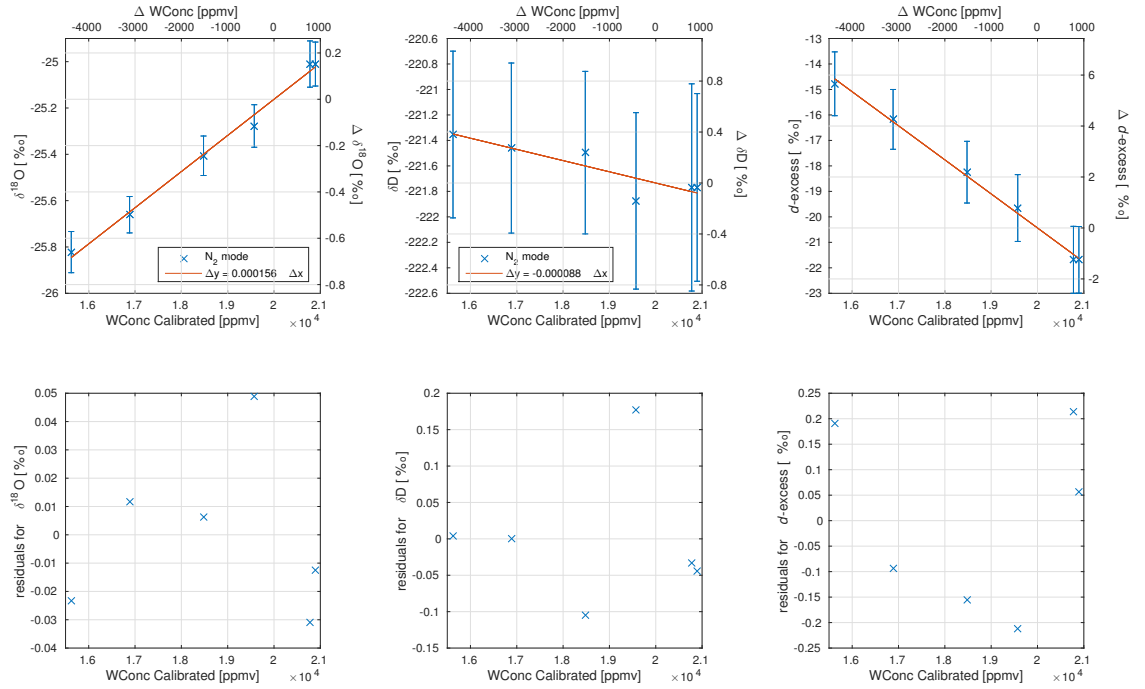 Δ WConc [ppmv]
-4000 -3000 -2000 -1000 0 1000
-25
-25.2
-25.4
-25.6
-25.8
-26
δ18O [‰]
0.2
0
-0.2
-0.4
-0.6
-0.8
Δ δ18O [‰]
N2 mode
Δy = 0.000156 Δx
1.6 1.7 1.8 1.9 2 2.1
WConc Calibrated [ppmv] ×10^4
Δ WConc [ppmv]
-4000 -3000 -2000 -1000 0 1000
-220.6
-220.8
-221
-221.2
-221.4
-221.6
-221.8
-222
-222.2
-222.4
-222.6
δD [‰]
0.8
0.4
0
-0.4
-0.8
Δ δD [‰]
N2 mode
Δy = -0.000088 Δx
1.6 1.7 1.8 1.9 2 2.1
WConc Calibrated [ppmv] ×10^4
Δ WConc [ppmv]
-4000 -3000 -2000 -1000 0 1000
-13
-14
-15
-16
-17
-18
-19
-20
-21
-22
-23
d-excess [ ‰]
6
4
2
0
-2
Δ d-excess [ ‰]
1.6 1.7 1.8 1.9 2 2.1
WConc Calibrated [ppmv] ×10^4
0.05
0.04
0.03
0.02
0.01
0
-0.01
-0.02
-0.03
-0.04
residuals for δ18O [‰]
1.6 1.7 1.8 1.9 2 2.1
WConc Calibrated [ppmv] ×10^4
0.2
0.15
0.1
0.05
0
-0.05
-0.1
-0.15
residuals for δD [‰]
1.6 1.7 1.8 1.9 2 2.1
WConc Calibrated [ppmv] ×10^4
0.25
0.2
0.15
0.1
0.05
0
-0.05
-0.1
-0.15
-0.2
-0.25
residuals for d-excess [ ‰]
1.6 1.7 1.8 1.9 2 2.1
WConc Calibrated [ppmv] ×10^4